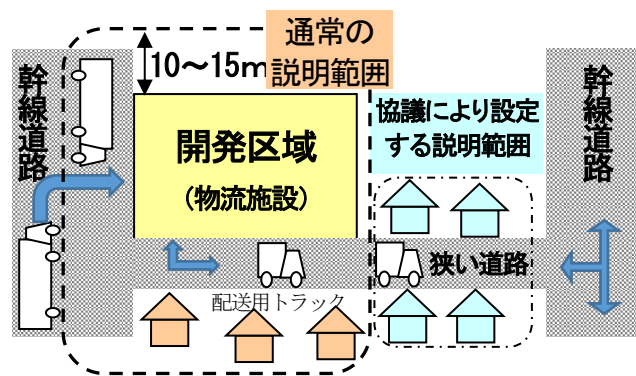 通常の
説明範囲
10～15m
幹線道路
開発区域
（物流施設）
協議により設定
する説明範囲
幹線道路
狭い道路
配送用トラック